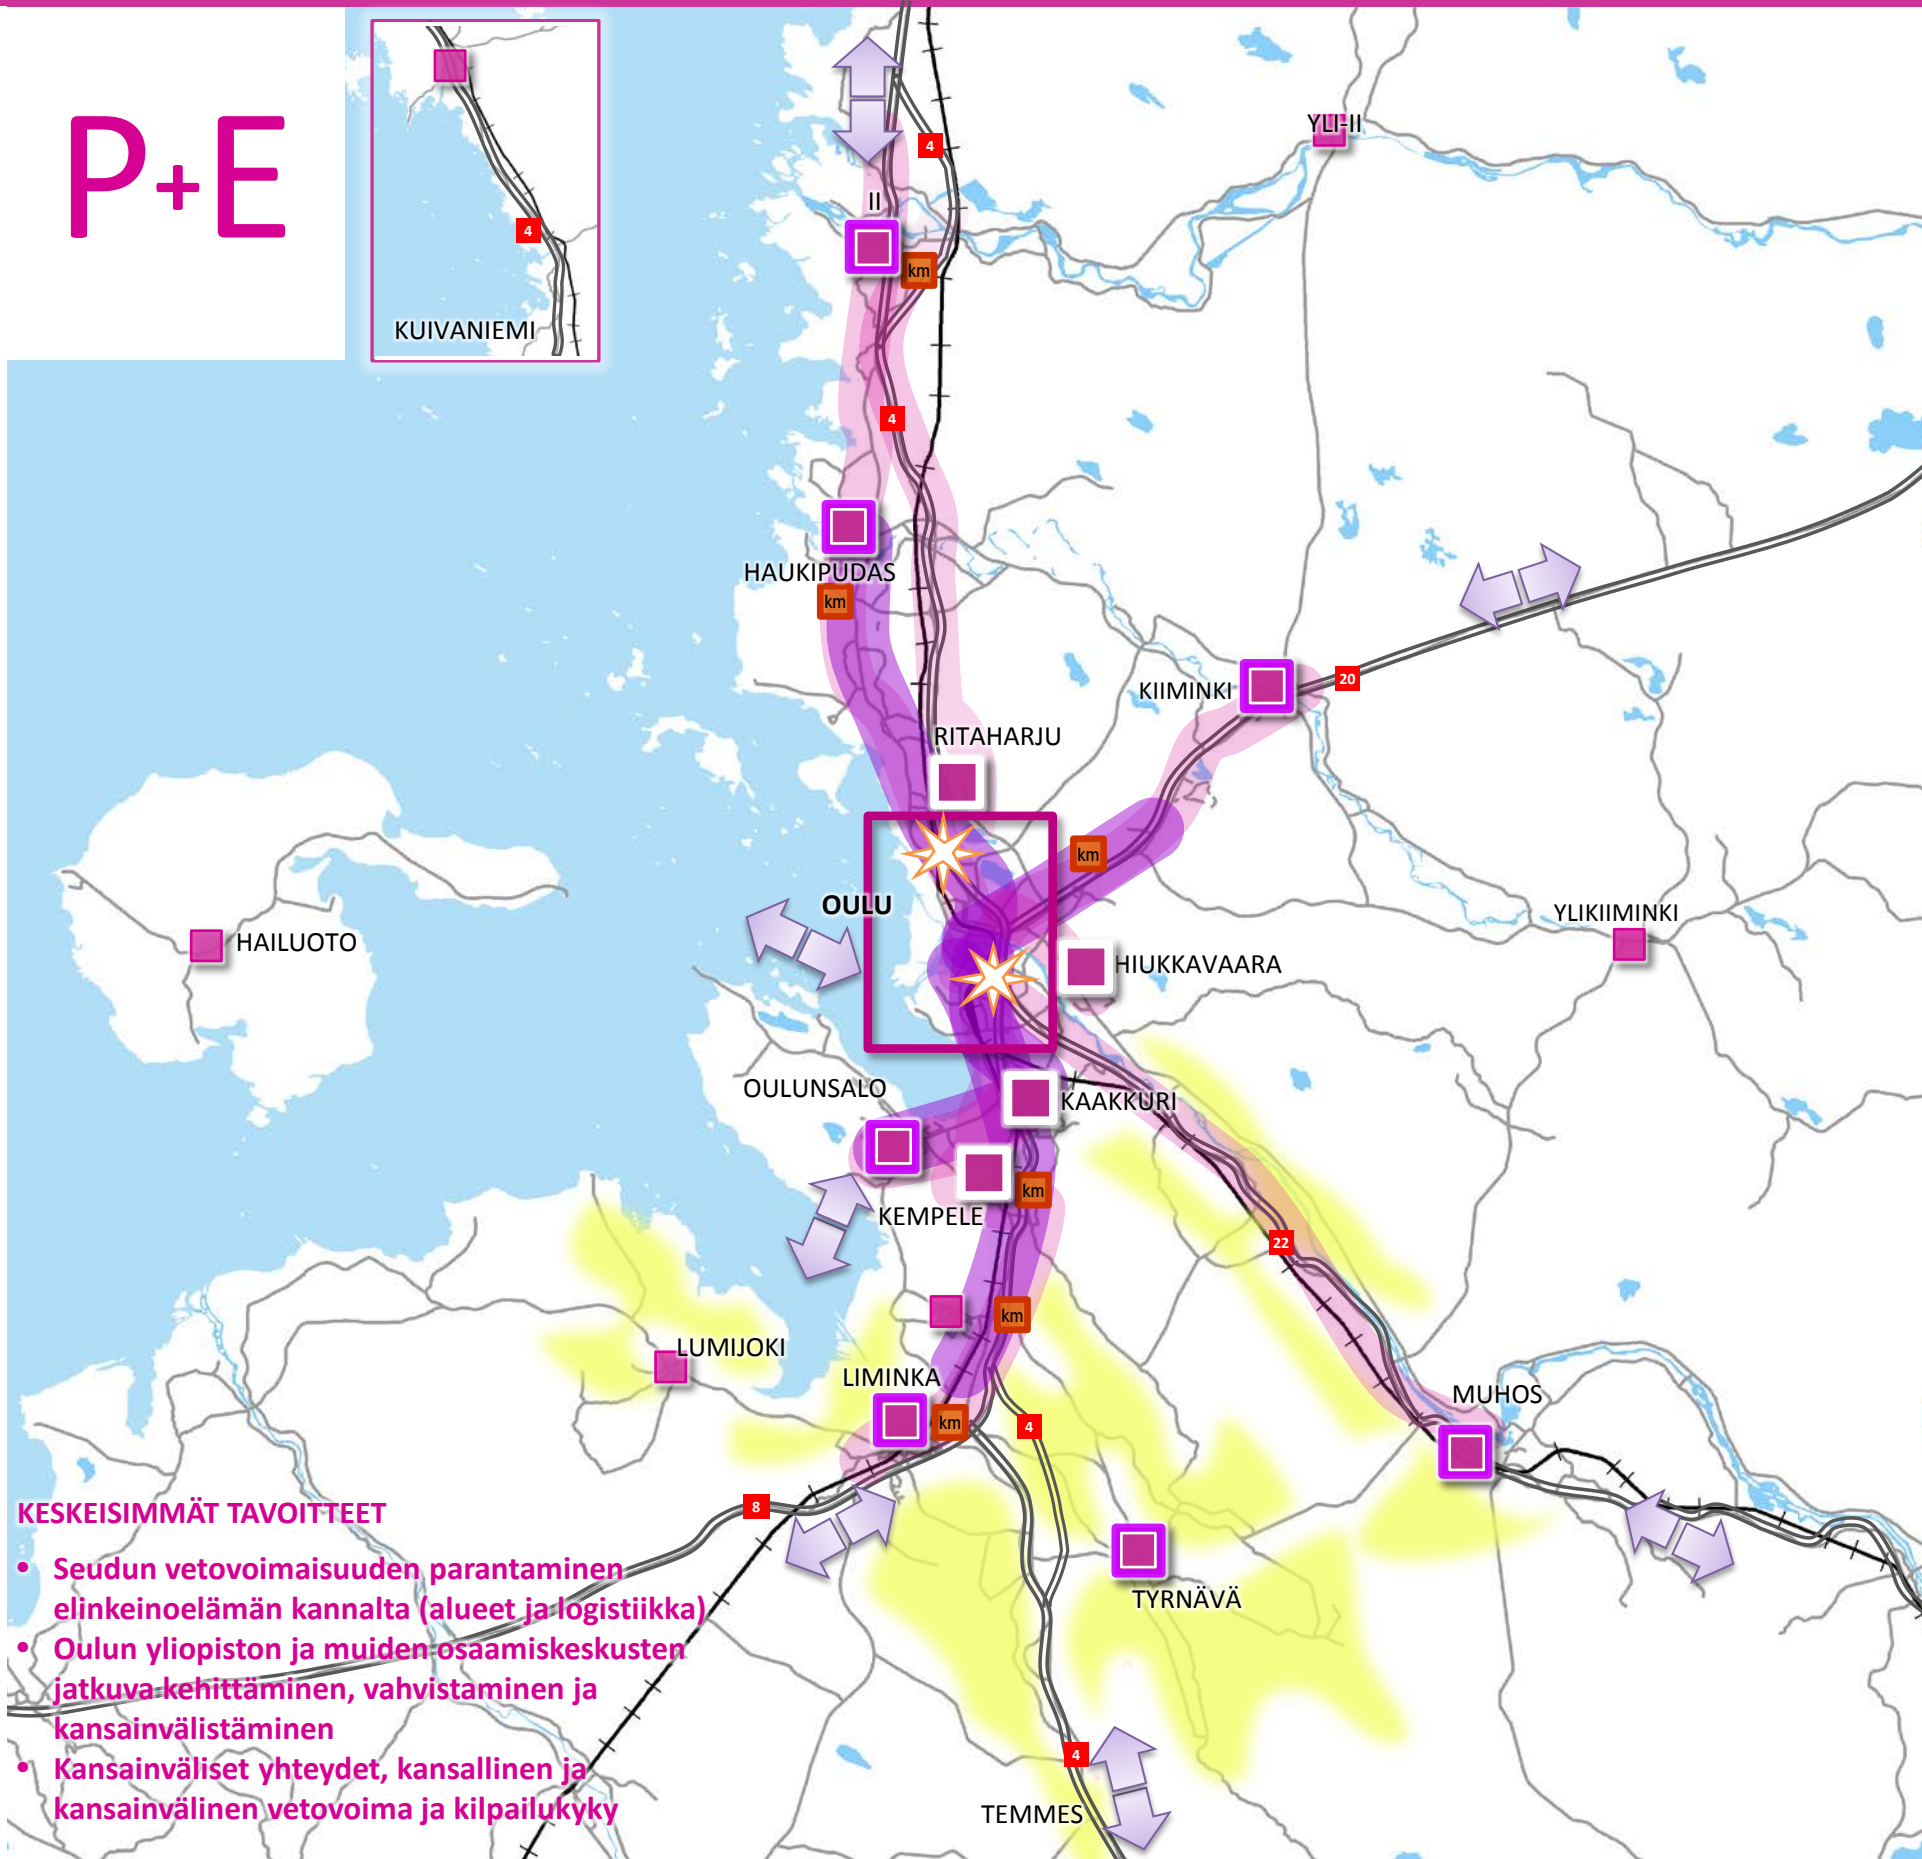 P+E
4
YLI-II
II
km
4
KUIVANIEMI
4
HAUKIPUDAS
km
KIIMINKI
20
RITAHARJU
km
OULU
YLIKIIMINKI
HAILUOTO
HIUKKAVAARA
OULUNSALO
KAAKKURI
km
KEMPELE
22
km
LUMIJOKI
LIMINKA
MUHOS
km
4
8
KESKEISIMMÄT TAVOITTEET
• Seudun vetovoimaisuuden parantaminen
elinkeinoelämän kannalta (alueet ja logistiikka)
• Oulun yliopiston ja muiden osaamiskeskusten
jatkuva kehittäminen, vahvistaminen ja
kansainvälistäminen
• Kansainväliset yhteydet, kansallinen ja
kansainvälinen vetovoima ja kilpailukyky
TYRNÄVÄ
4
TEMMES